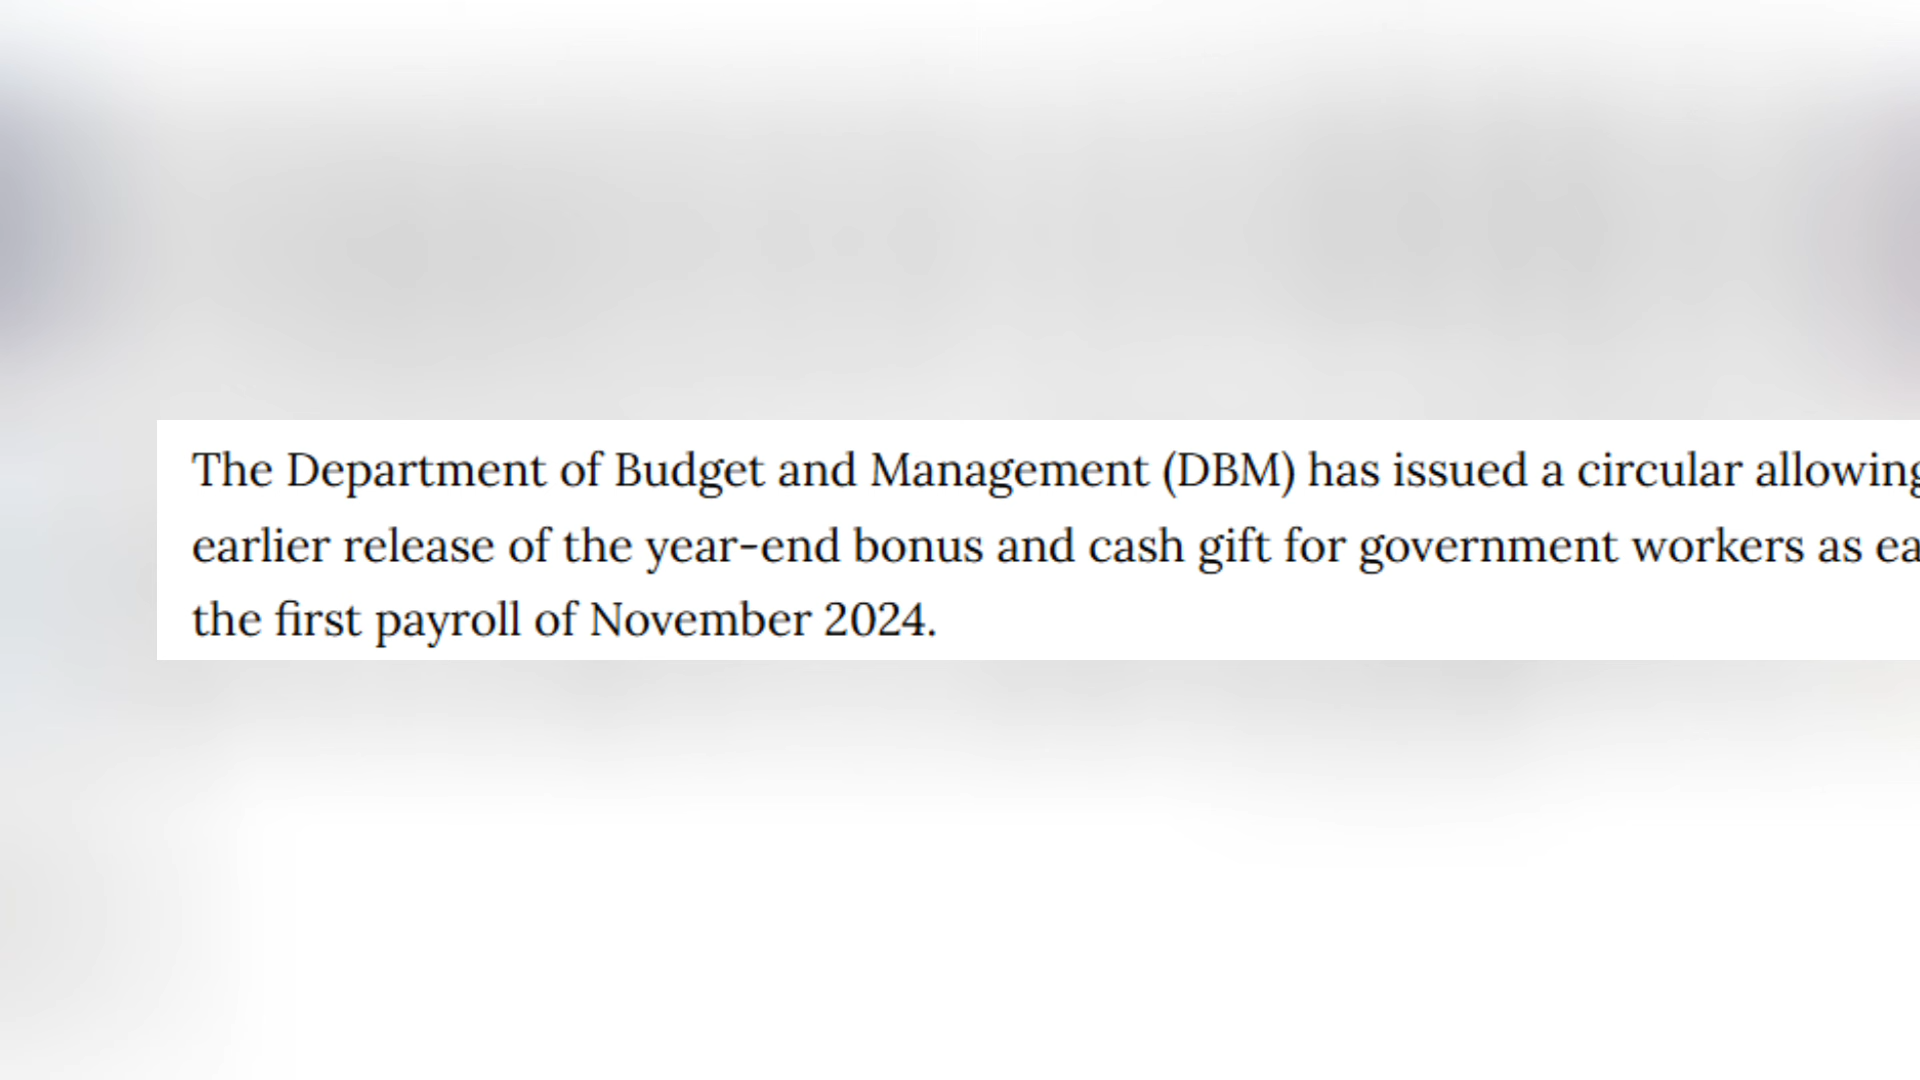 The Department of Budget and Management (DBM) has issued a circular allowing
earlier release of the year-end bonus and cash gift for government workers as ea
the first payroll of November 2024.